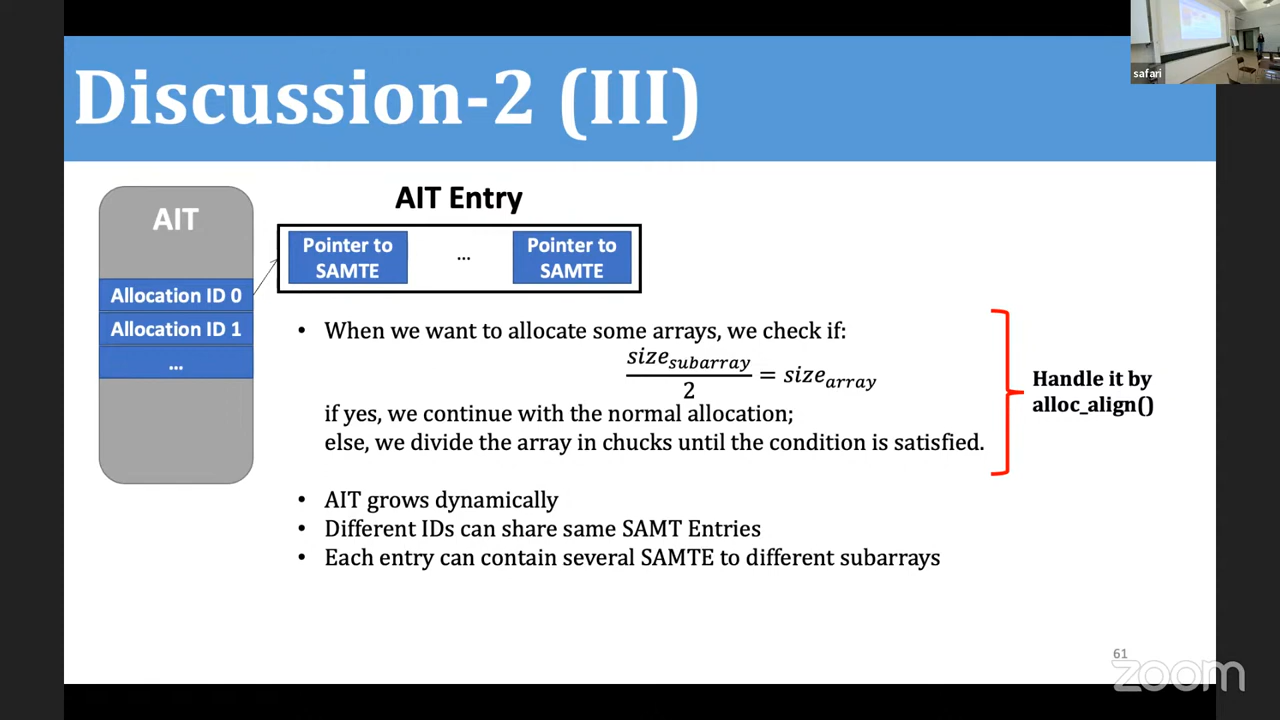 safari
Discussion-2 (III)
AIT Entry
AIT
Pointer to
SAMTE
...
Pointer to
SAMTE
Allocation ID 0
Allocation ID 1
...
• When we want to allocate some arrays, we check if:
size_subarray / 2 = size_array
if yes, we continue with the normal allocation;
else, we divide the array in chucks until the condition is satisfied.
Handle it by
alloc_align()
• AIT grows dynamically
• Different IDs can share same SAMT Entries
• Each entry can contain several SAMTE to different subarrays
61
zoom